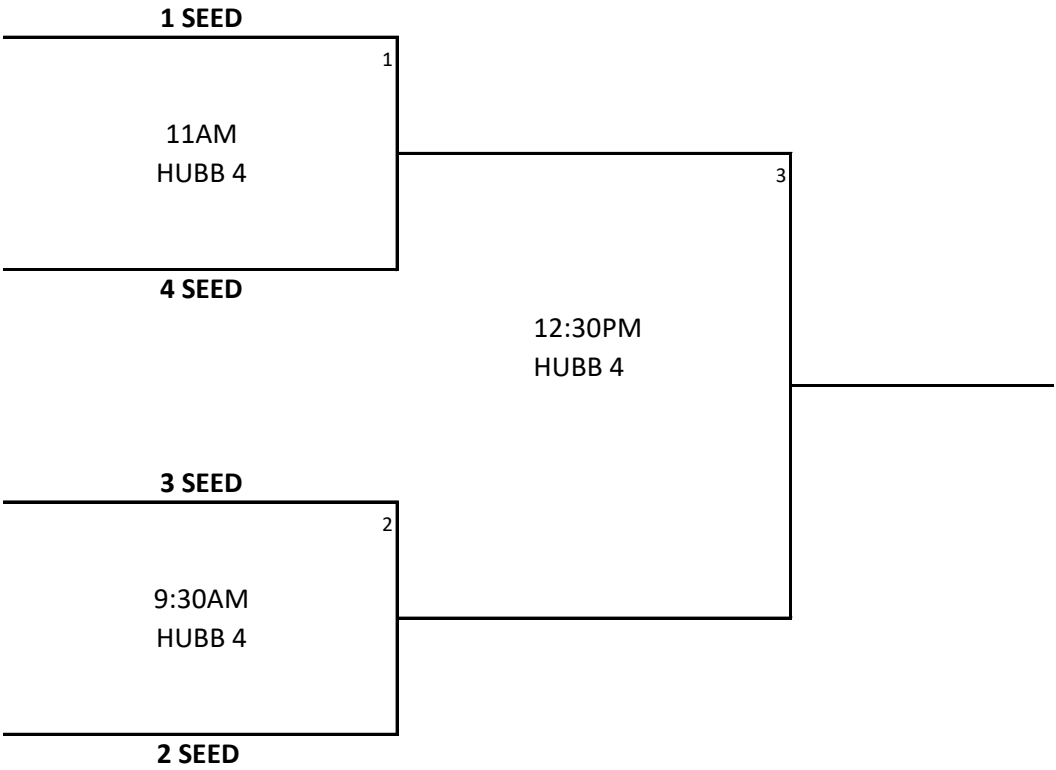 1 SEED
1
11AM
HUBB 4
4 SEED
3
12:30PM
HUBB 4
3 SEED
2
9:30AM
HUBB 4
2 SEED